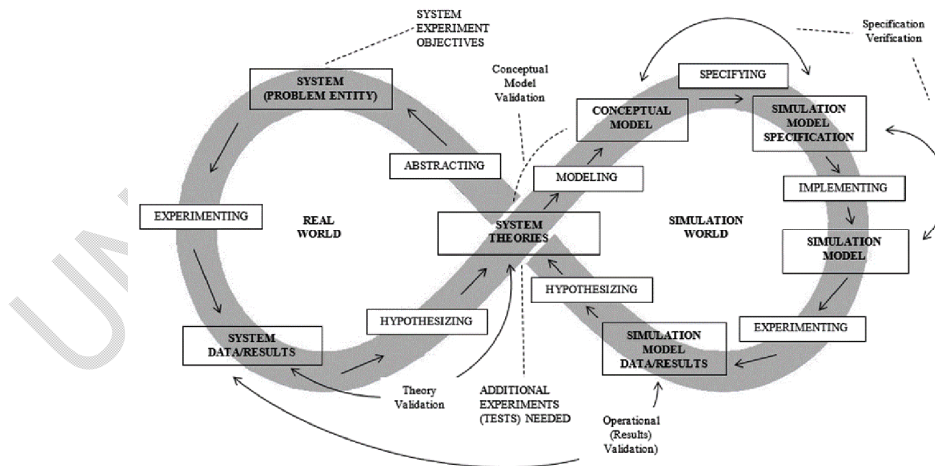 SYSTEM
EXPERIMENT
OBJECTIVES
Specification
Verification
SYSTEM
(PROBLEM ENTITY)
Conceptual
Model
Validation
SPECIFYING
CONCEPTUAL
MODEL
SIMULATION
MODEL
SPECIFICATION
ABSTRACTING
MODELING
IMPLEMENTING
EXPERIMENTING
REAL
WORLD
SYSTEM
THEORIES
SIMULATION
WORLD
SIMULATION
MODEL
HYPOTHESIZING
HYPOTHESIZING
EXPERIMENTING
SYSTEM
DATA/RESULTS
SIMULATION
MODEL
DATA/RESULTS
Theory
Validation
ADDITIONAL
EXPERIMENTS
(TESTS) NEEDED
Operational
(Results)
Validation)
UN